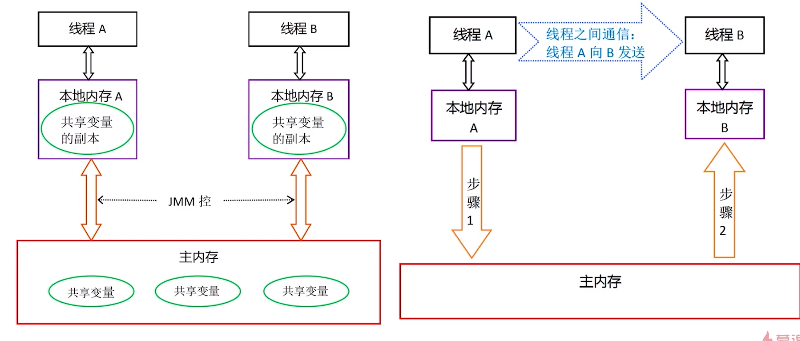 线程 A
线程 B
本地内存 A
共享变量
的副本
本地内存 B
共享变量
的副本
JMM 控
主内存
共享变量
共享变量
共享变量
线程 A
线程之间通信：
线程 A 向 B 发送
线程 B
本地内存
A
本地内存
B
步
骤
1
步
骤
2
主内存